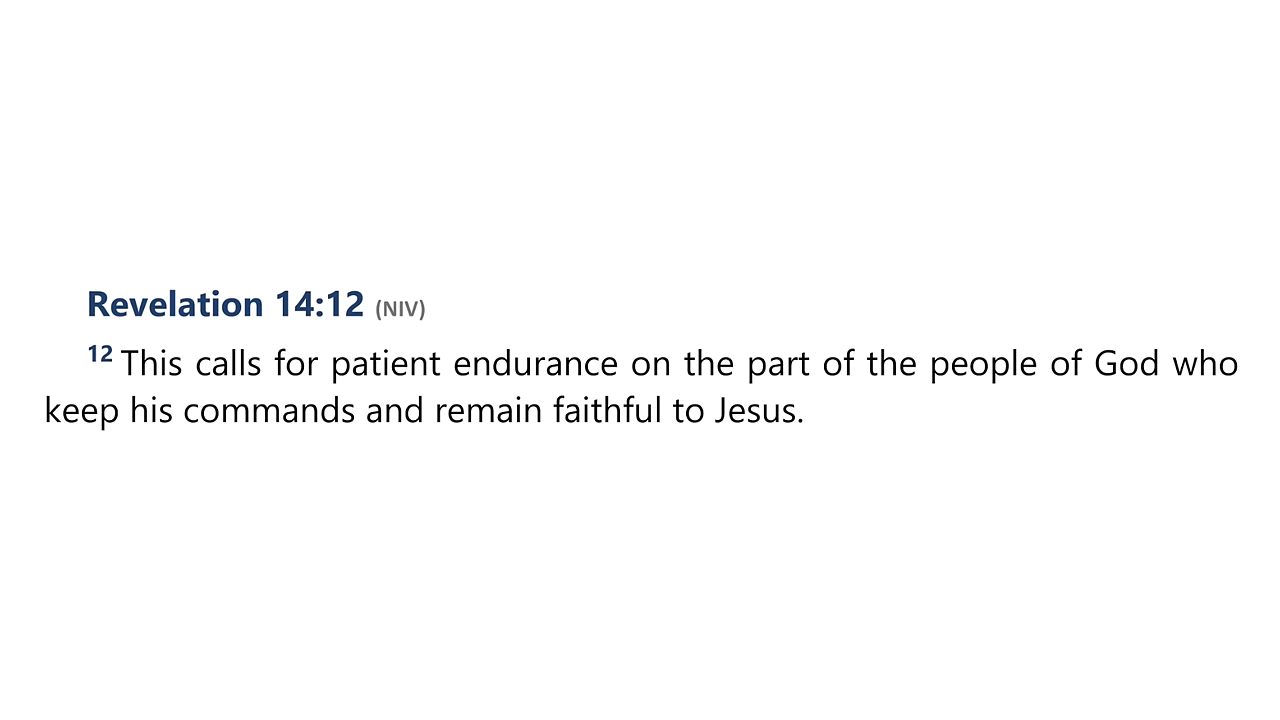 Revelation 14:12 (NIV)
12 This calls for patient endurance on the part of the people of God who
keep his commands and remain faithful to Jesus.